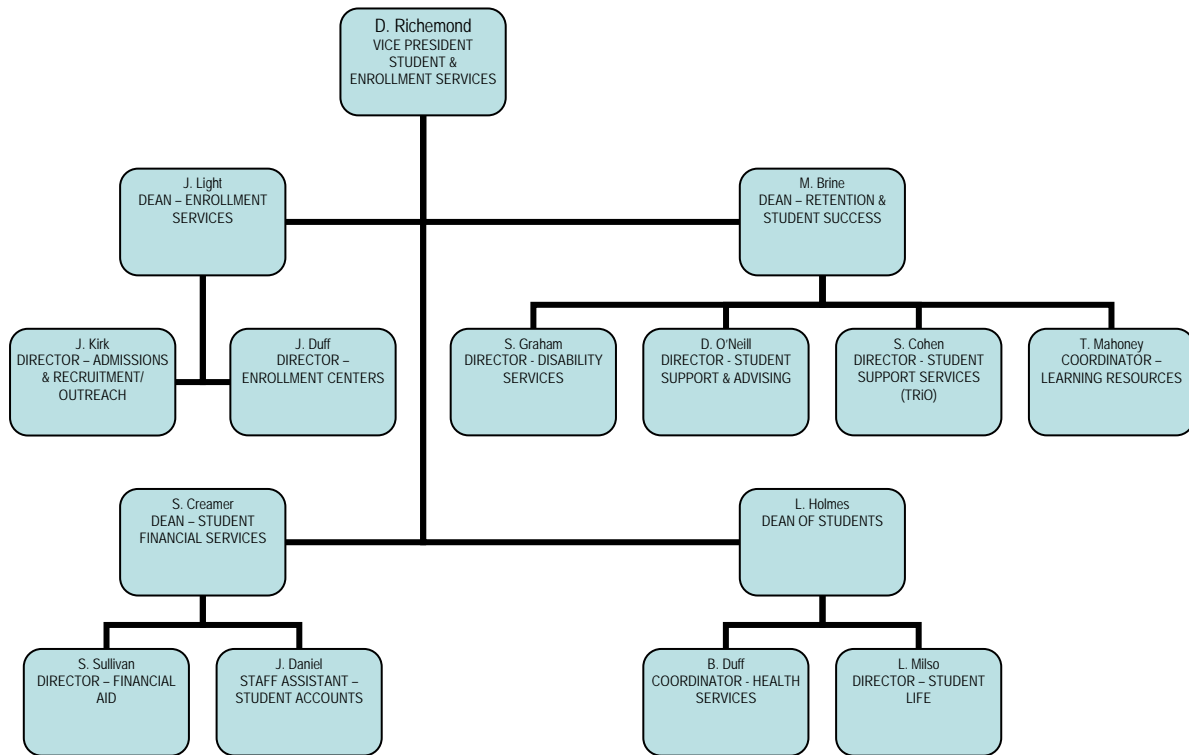 D. Richemond
VICE PRESIDENT
STUDENT &
ENROLLMENT SERVICES
J. Light
DEAN – ENROLLMENT
SERVICES
M. Brine
DEAN – RETENTION &
STUDENT SUCCESS
J. Kirk
DIRECTOR – ADMISSIONS
& RECRUITMENT/
OUTREACH
J. Duff
DIRECTOR –
ENROLLMENT CENTERS
S. Graham
DIRECTOR - DISABILITY
SERVICES
D. O'Neill
DIRECTOR - STUDENT
SUPPORT & ADVISING
S. Cohen
DIRECTOR - STUDENT
SUPPORT SERVICES
(TRiO)
T. Mahoney
COORDINATOR –
LEARNING RESOURCES
S. Creamer
DEAN – STUDENT
FINANCIAL SERVICES
L. Holmes
DEAN OF STUDENTS
S. Sullivan
DIRECTOR – FINANCIAL
AID
J. Daniel
STAFF ASSISTANT –
STUDENT ACCOUNTS
B. Duff
COORDINATOR - HEALTH
SERVICES
L. Milso
DIRECTOR – STUDENT
LIFE